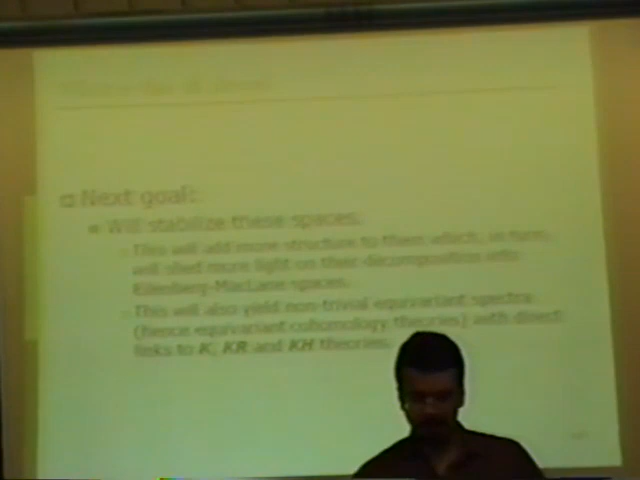 Next goal:
Will stabilize these spaces.
This will add more structure to them which, in turn,
will shed more light on their decomposition into
Eilenberg-MacLane spaces.
This will also yield non-trivial equivariant spectra
(hence equivariant cohomology theories) with direct
links to K, KR and KH theories.